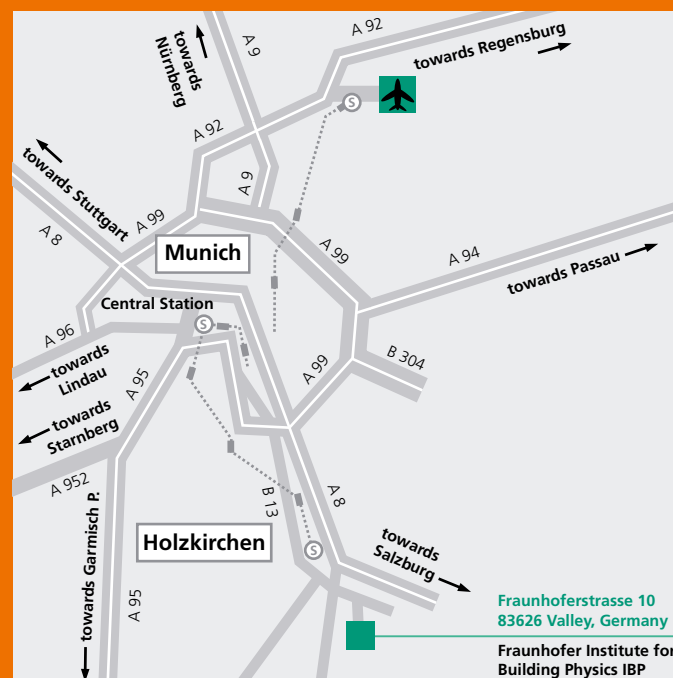 A 92
towards Regensburg
towards
Nürnberg
A 9
S
A 92
A 9
towards Stuttgart
A 99
A 8
Munich
A 99
A 94
towards Passau
Central Station
S
A 96
towards
Lindau
A 95
A 99
B 304
towards
Starnberg
A 952
B 13
A 8
towards Garmisch P.
Holzkirchen
S
towards
Salzburg
A 95
Fraunhoferstrasse 10
83626 Valley, Germany
Fraunhofer Institute for
Building Physics IBP